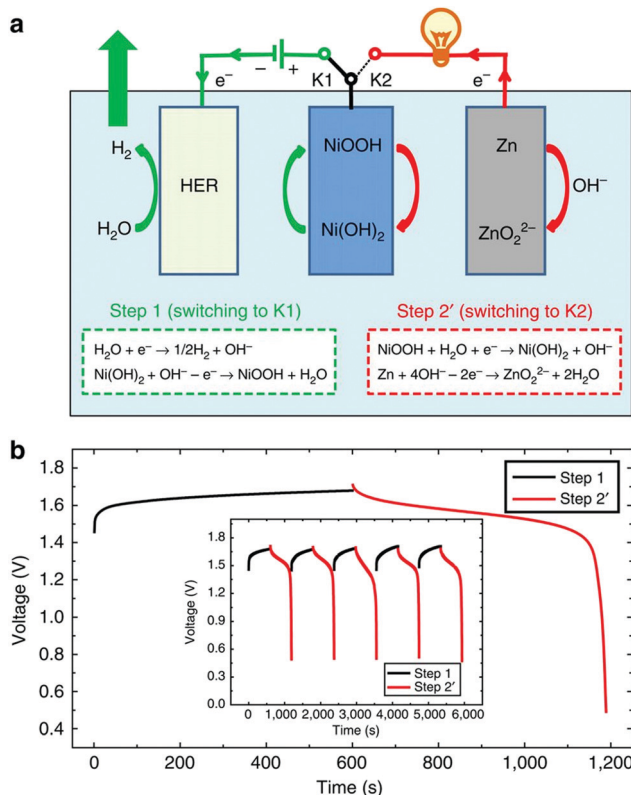 a
e⁻
− +
K1
K2
e⁻
H₂
H₂O
HER
NiOOH
Ni(OH)₂
Zn
ZnO₂²⁻
OH⁻
Step 1 (switching to K1)
H₂O + e⁻ → 1/2H₂ + OH⁻
Ni(OH)₂ + OH⁻ − e⁻ → NiOOH + H₂O
Step 2′ (switching to K2)
NiOOH + H₂O + e⁻ → Ni(OH)₂ + OH⁻
Zn + 4OH⁻ − 2e⁻ → ZnO₂²⁻ + 2H₂O
b
Voltage (V)
1.8
1.6
1.4
1.2
1.0
0.8
0.6
0.4
0 200 400 600 800 1,000 1,200
Time (s)
Step 1
Step 2′
Voltage (V)
1.8
1.5
1.2
0.9
0.6
0.3
0.0
0 1,000 2,000 3,000 4,000 5,000 6,000
Time (s)
Step 1
Step 2′